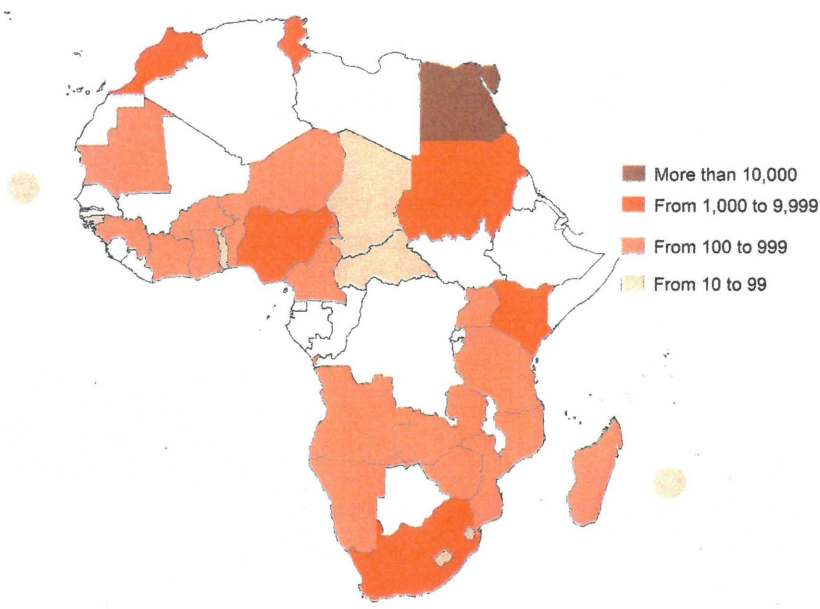 More than 10,000
From 1,000 to 9,999
From 100 to 999
From 10 to 99